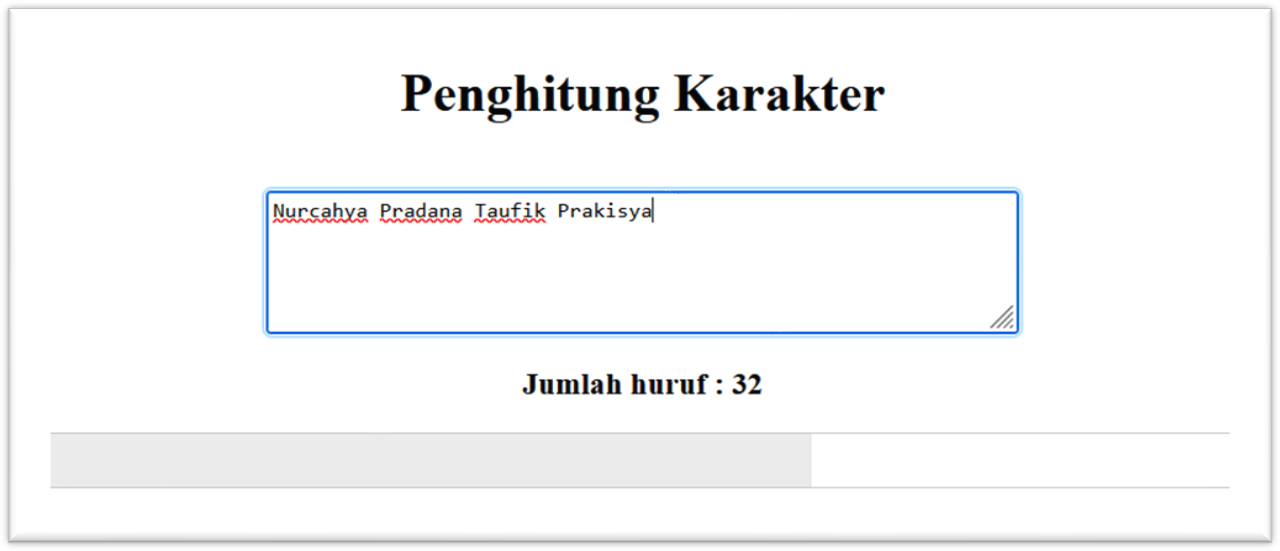 Penghitung Karakter
Nurcahya Pradana Taufik Prakisya
Jumlah huruf : 32